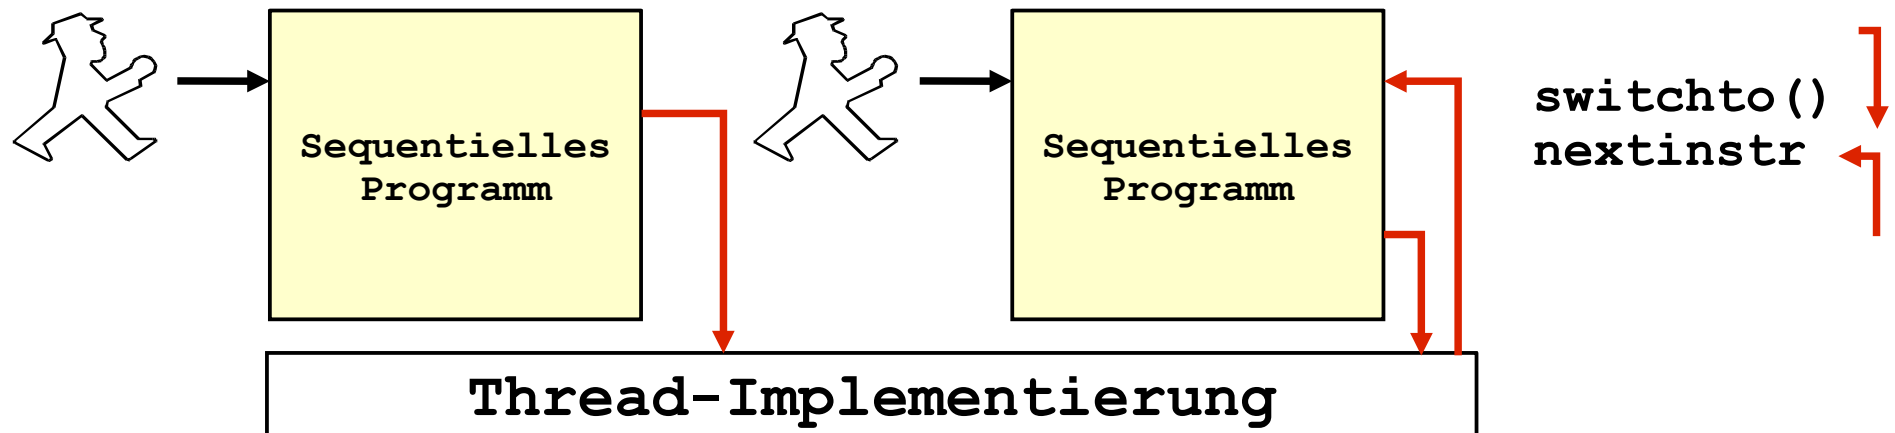 Sequentielles
Programm
Sequentielles
Programm
switchto()
nextinstr
Thread-Implementierung